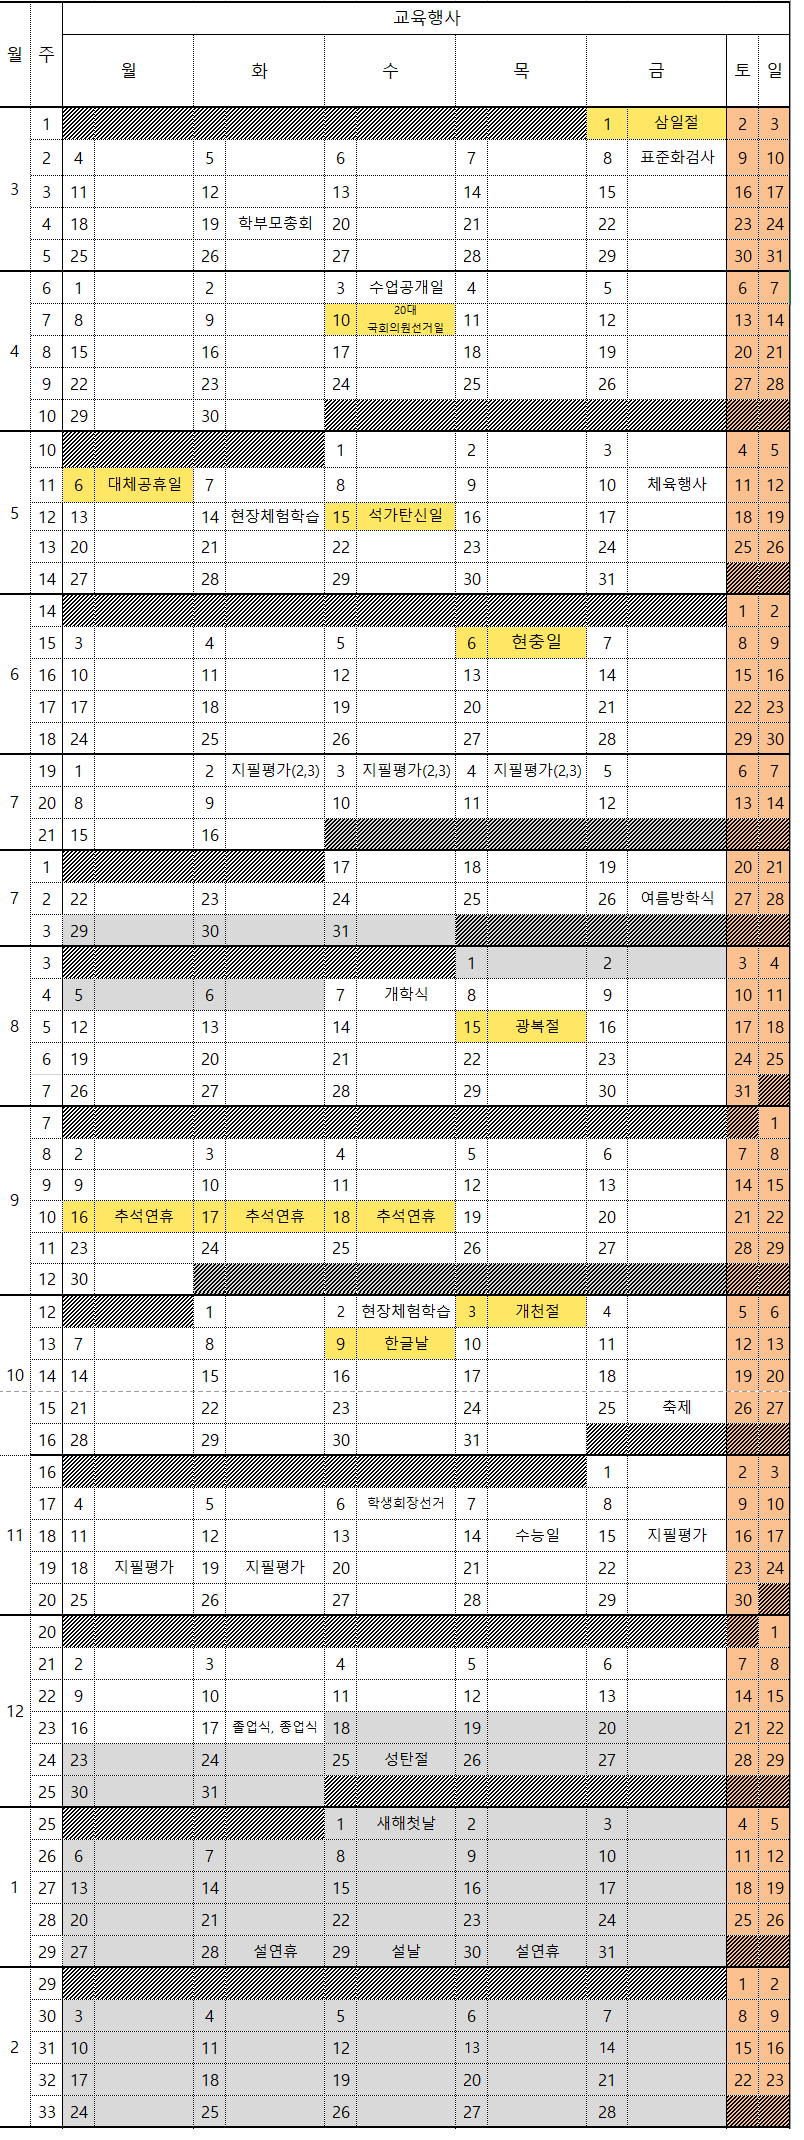 월 주 교육행사
월 화 수 목 금 토 일
3
1 1 삼일절 2 3
2 4 5 6 7 8 표준화검사 9 10
3 11 12 13 14 15 16 17
4 18 19 학부모총회 20 21 22 23 24
5 25 26 27 28 29 30 31
4
6 1 2 3 수업공개일 4 5 6 7
20대
7 8 9 10 국회의원선거일 11 12 13 14
8 15 16 17 18 19 20 21
9 22 23 24 25 26 27 28
10 29 30
5
10 1 2 3 4 5
11 6 대체공휴일 7 8 9 10 체육행사 11 12
12 13 14 현장체험학습 15 석가탄신일 16 17 18 19
13 20 21 22 23 24 25 26
14 27 28 29 30 31
6
14 1 2
15 3 4 5 6 현충일 7 8 9
16 10 11 12 13 14 15 16
17 17 18 19 20 21 22 23
18 24 25 26 27 28 29 30
7
19 1 2 지필평가(2,3) 3 지필평가(2,3) 4 지필평가(2,3) 5 6 7
20 8 9 10 11 12 13 14
21 15 16
7
1 17 18 19 20 21
2 22 23 24 25 26 여름방학식 27 28
3 29 30 31
8
3 1 2 3 4
4 5 6 7 개학식 8 9 10 11
5 12 13 14 15 광복절 16 17 18
6 19 20 21 22 23 24 25
7 26 27 28 29 30 31
9
7 1
8 2 3 4 5 6 7 8
9 9 10 11 12 13 14 15
10 16 추석연휴 17 추석연휴 18 추석연휴 19 20 21 22
11 23 24 25 26 27 28 29
12 30
10
12 1 2 현장체험학습 3 개천절 4 5 6
13 7 8 9 한글날 10 11 12 13
14 14 15 16 17 18 19 20
15 21 22 23 24 25 축제 26 27
16 28 29 30 31
11
16 1 2 3
17 4 5 6 학생회장선거 7 8 9 10
18 11 12 13 14 수능일 15 지필평가 16 17
19 18 지필평가 19 지필평가 20 21 22 23 24
20 25 26 27 28 29 30
12
20 1
21 2 3 4 5 6 7 8
22 9 10 11 12 13 14 15
23 16 17 졸업식, 종업식 18 19 20 21 22
24 23 24 25 성탄절 26 27 28 29
25 30 31
1
25 1 새해첫날 2 3 4 5
26 6 7 8 9 10 11 12
27 13 14 15 16 17 18 19
28 20 21 22 23 24 25 26
29 27 28 설연휴 29 설날 30 설연휴 31
2
29 1 2
30 3 4 5 6 7 8 9
31 10 11 12 13 14 15 16
32 17 18 19 20 21 22 23
33 24 25 26 27 28